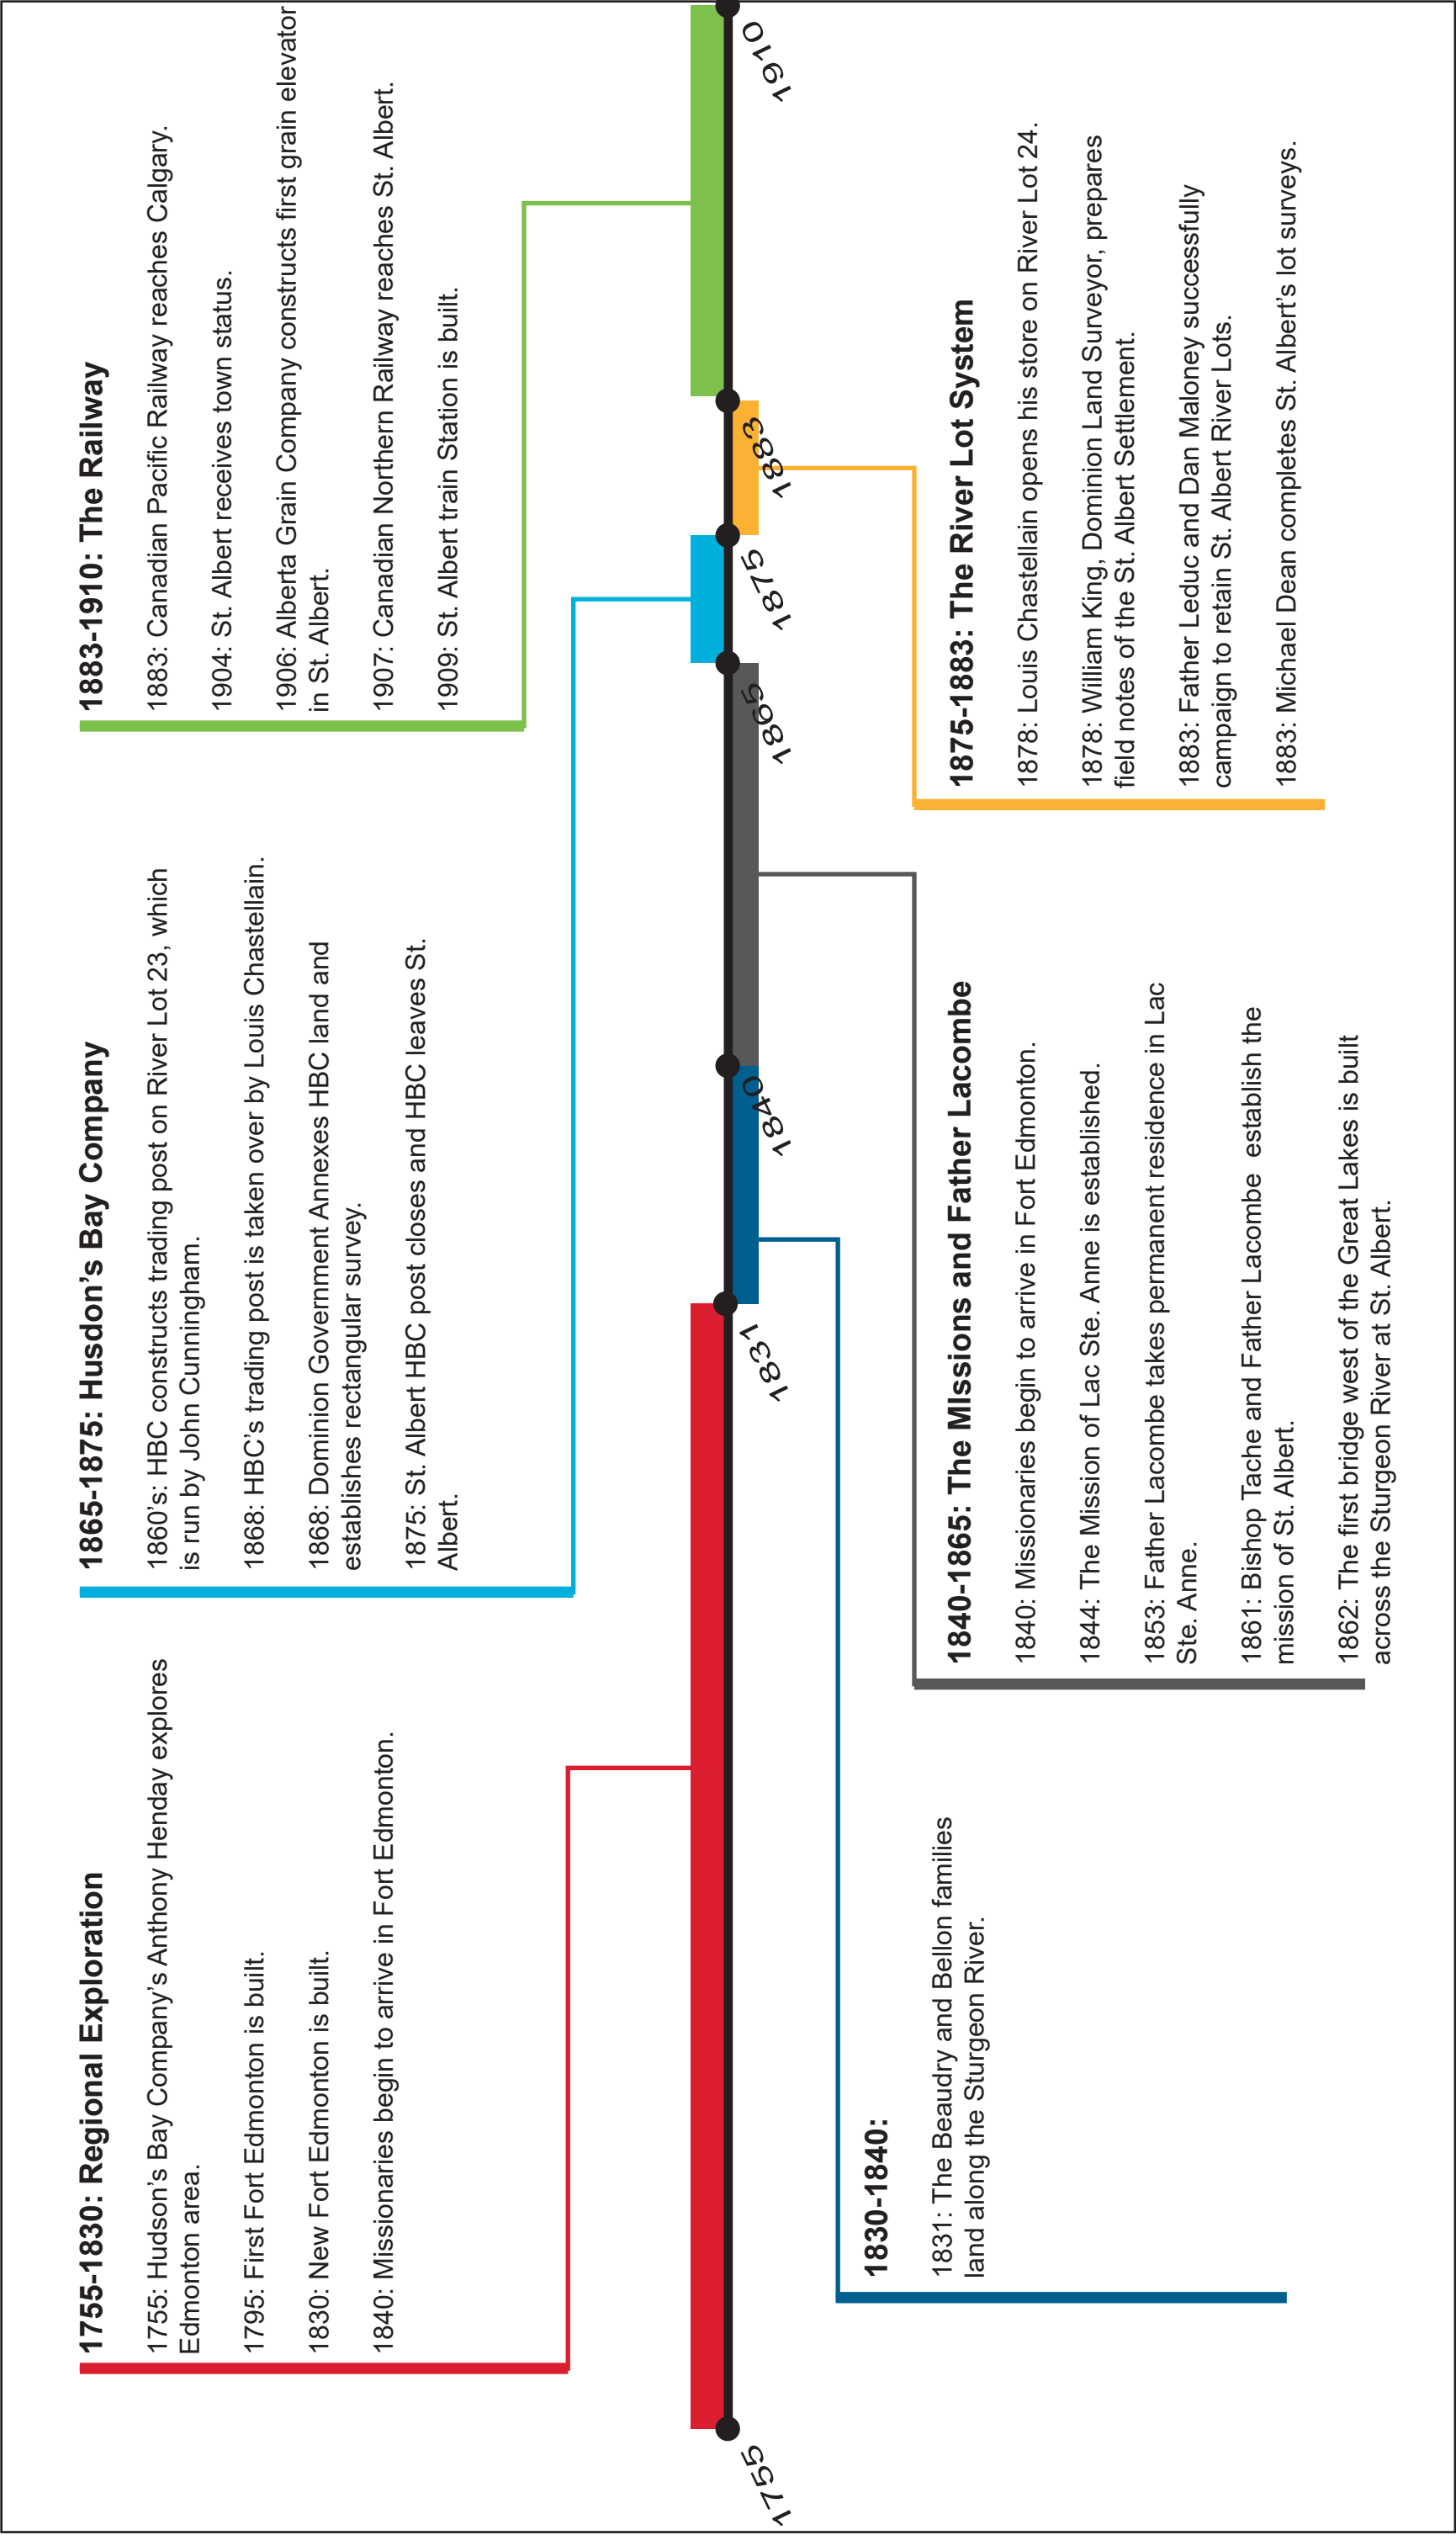 1755-1830: Regional Exploration
1755: Hudson's Bay Company's Anthony Henday explores
Edmonton area.
1795: First Fort Edmonton is built.
1830: New Fort Edmonton is built.
1840: Missionaries begin to arrive in Fort Edmonton.
1865-1875: Husdon's Bay Company
1860's: HBC constructs trading post on River Lot 23, which
is run by John Cunningham.
1868: HBC's trading post is taken over by Louis Chastellain.
1868: Dominion Government Annexes HBC land and
establishes rectangular survey.
1875: St. Albert HBC post closes and HBC leaves St.
Albert.
1883-1910: The Railway
1883: Canadian Pacific Railway reaches Calgary.
1904: St. Albert receives town status.
1906: Alberta Grain Company constructs first grain elevator
in St. Albert.
1907: Canadian Northern Railway reaches St. Albert.
1909: St. Albert train Station is built.
1755
1831
1840
1865
1875
1883
1910
1830-1840:
1831: The Beaudry and Bellon families
land along the Sturgeon River.
1840-1865: The MIssions and Father Lacombe
1840: Missionaries begin to arrive in Fort Edmonton.
1844: The Mission of Lac Ste. Anne is established.
1853: Father Lacombe takes permanent residence in Lac
Ste. Anne.
1861: Bishop Tache and Father Lacombe  establish the
mission of St. Albert.
1862: The first bridge west of the Great Lakes is built
across the Sturgeon River at St. Albert.
1875-1883: The River Lot System
1878: Louis Chastellain opens his store on River Lot 24.
1878: William King, Dominion Land Surveyor, prepares
field notes of the St. Albert Settlement.
1883: Father Leduc and Dan Maloney successfully
campaign to retain St. Albert River Lots.
1883: Michael Dean completes St. Albert's lot surveys.